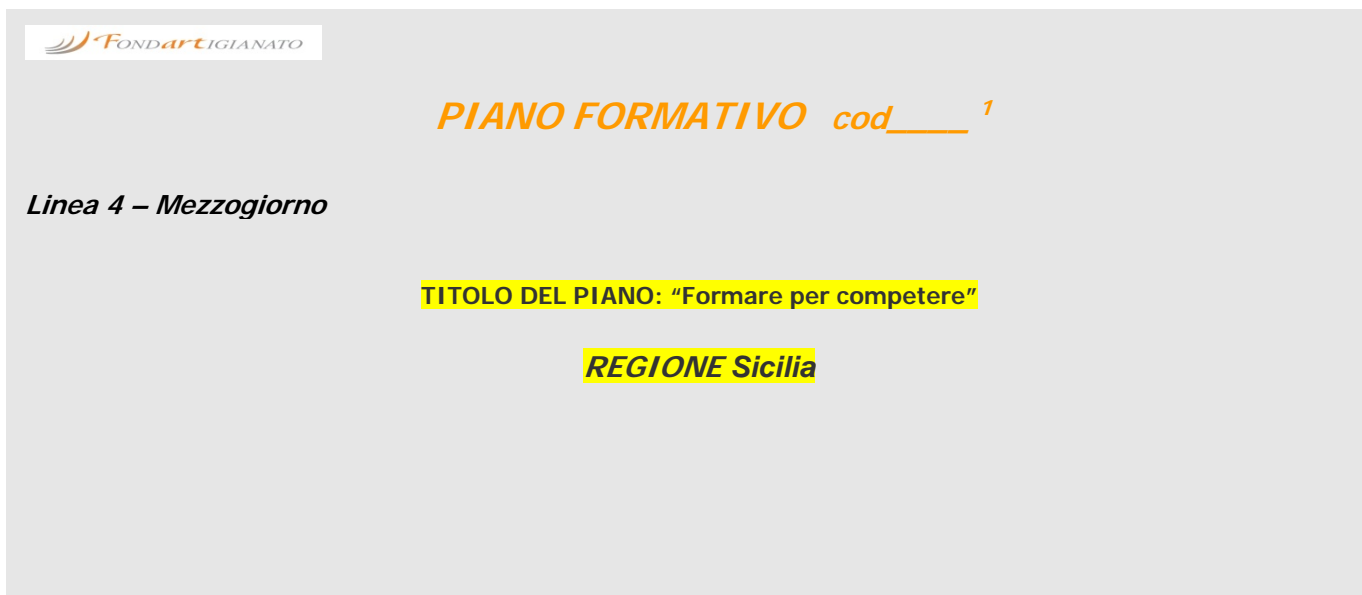 FONDARTIGIANATO
PIANO FORMATIVO cod____ 1
Linea 4 – Mezzogiorno
TITOLO DEL PIANO: “Formare per competere”
REGIONE Sicilia